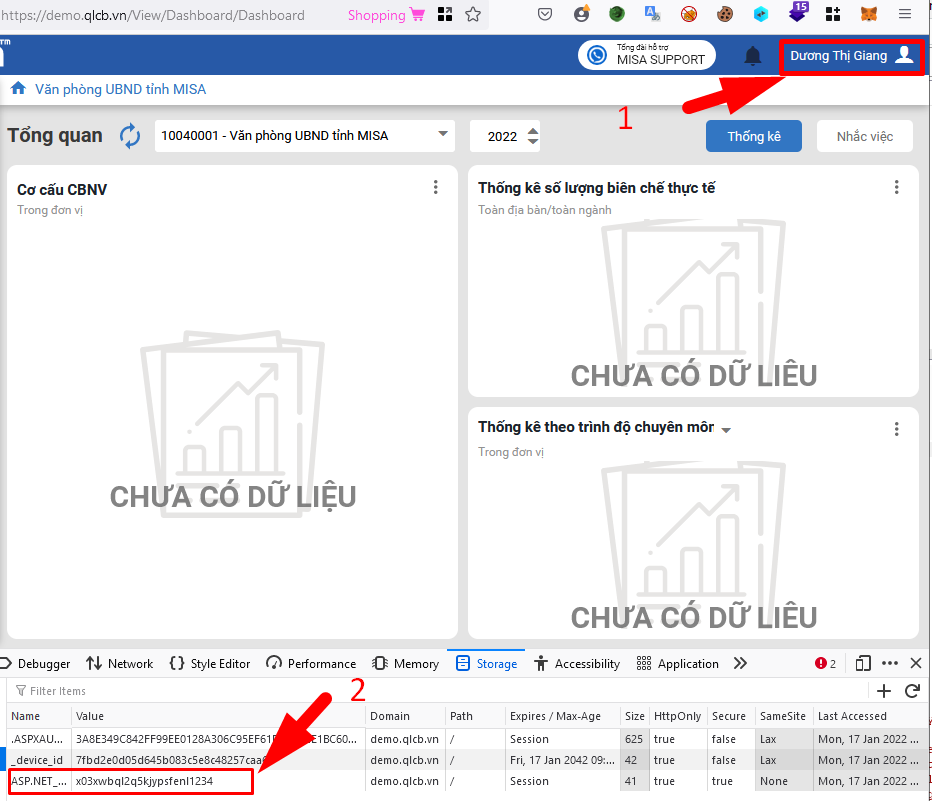 https://demo.qlcb.vn/View/Dashboard/Dashboard
Shopping
15
TM
Tổng đài hỗ trợ
MISA SUPPORT
Dương Thị Giang
Văn phòng UBND tỉnh MISA
1
Tổng quan
10040001 - Văn phòng UBND tỉnh MISA
2022
Thống kê
Nhắc việc
Cơ cấu CBNV
Trong đơn vị
CHƯA CÓ DỮ LIỆU
Thống kê số lượng biên chế thực tế
Toàn địa bàn/toàn ngành
CHƯA CÓ DỮ LIỆU
Thống kê theo trình độ chuyên môn
Trong đơn vị
CHƯA CÓ DỮ LIỆU
Debugger Network Style Editor Performance Memory Storage Accessibility Application 2
Filter Items
2
Name Value Domain Path Expires / Max-Age Size HttpOnly Secure SameSite Last Accessed
.ASPXAU... demo.qlcb.vn / Session 625 true false Lax Mon, 17 Jan 2022 ...
_device_id demo.qlcb.vn / Fri, 17 Jan 2042 09:... 42 true false Lax Mon, 17 Jan 2022 ...
ASP.NET_... x03xwbql2q5kjypsfenl1234 demo.qlcb.vn / Session 41 true true None Mon, 17 Jan 2022 ...